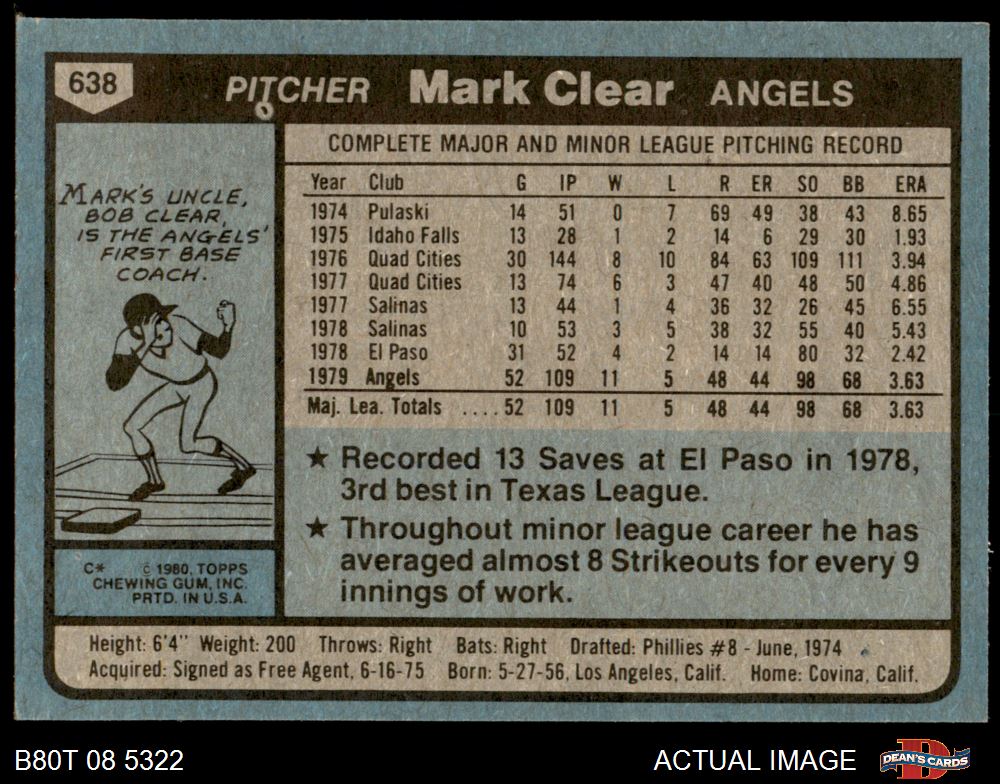 638 PITCHER Mark Clear ANGELS
MARK'S UNCLE,
BOB CLEAR,
IS THE ANGELS'
FIRST BASE
COACH.
C* © 1980, TOPPS
CHEWING GUM, INC.
PRTD. IN U.S.A.
COMPLETE MAJOR AND MINOR LEAGUE PITCHING RECORD
Year Club G IP W L R ER SO BB ERA
1974 Pulaski 14 51 0 7 69 49 38 43 8.65
1975 Idaho Falls 13 28 1 2 14 6 29 30 1.93
1976 Quad Cities 30 144 8 10 84 63 109 111 3.94
1977 Quad Cities 13 74 6 3 47 40 48 50 4.86
1977 Salinas 13 44 1 4 36 32 26 45 6.55
1978 Salinas 10 53 3 5 38 32 55 40 5.43
1978 El Paso 31 52 4 2 14 14 80 32 2.42
1979 Angels 52 109 11 5 48 44 98 68 3.63
Maj. Lea. Totals ....52 109 11 5 48 44 98 68 3.63
★ Recorded 13 Saves at El Paso in 1978,
3rd best in Texas League.
★ Throughout minor league career he has
averaged almost 8 Strikeouts for every 9
innings of work.
Height: 6'4" Weight: 200 Throws: Right Bats: Right Drafted: Phillies #8 - June, 1974
Acquired: Signed as Free Agent, 6-16-75 Born: 5-27-56, Los Angeles, Calif. Home: Covina, Calif.
B80T 08 5322 ACTUAL IMAGE DEAN'S CARDS